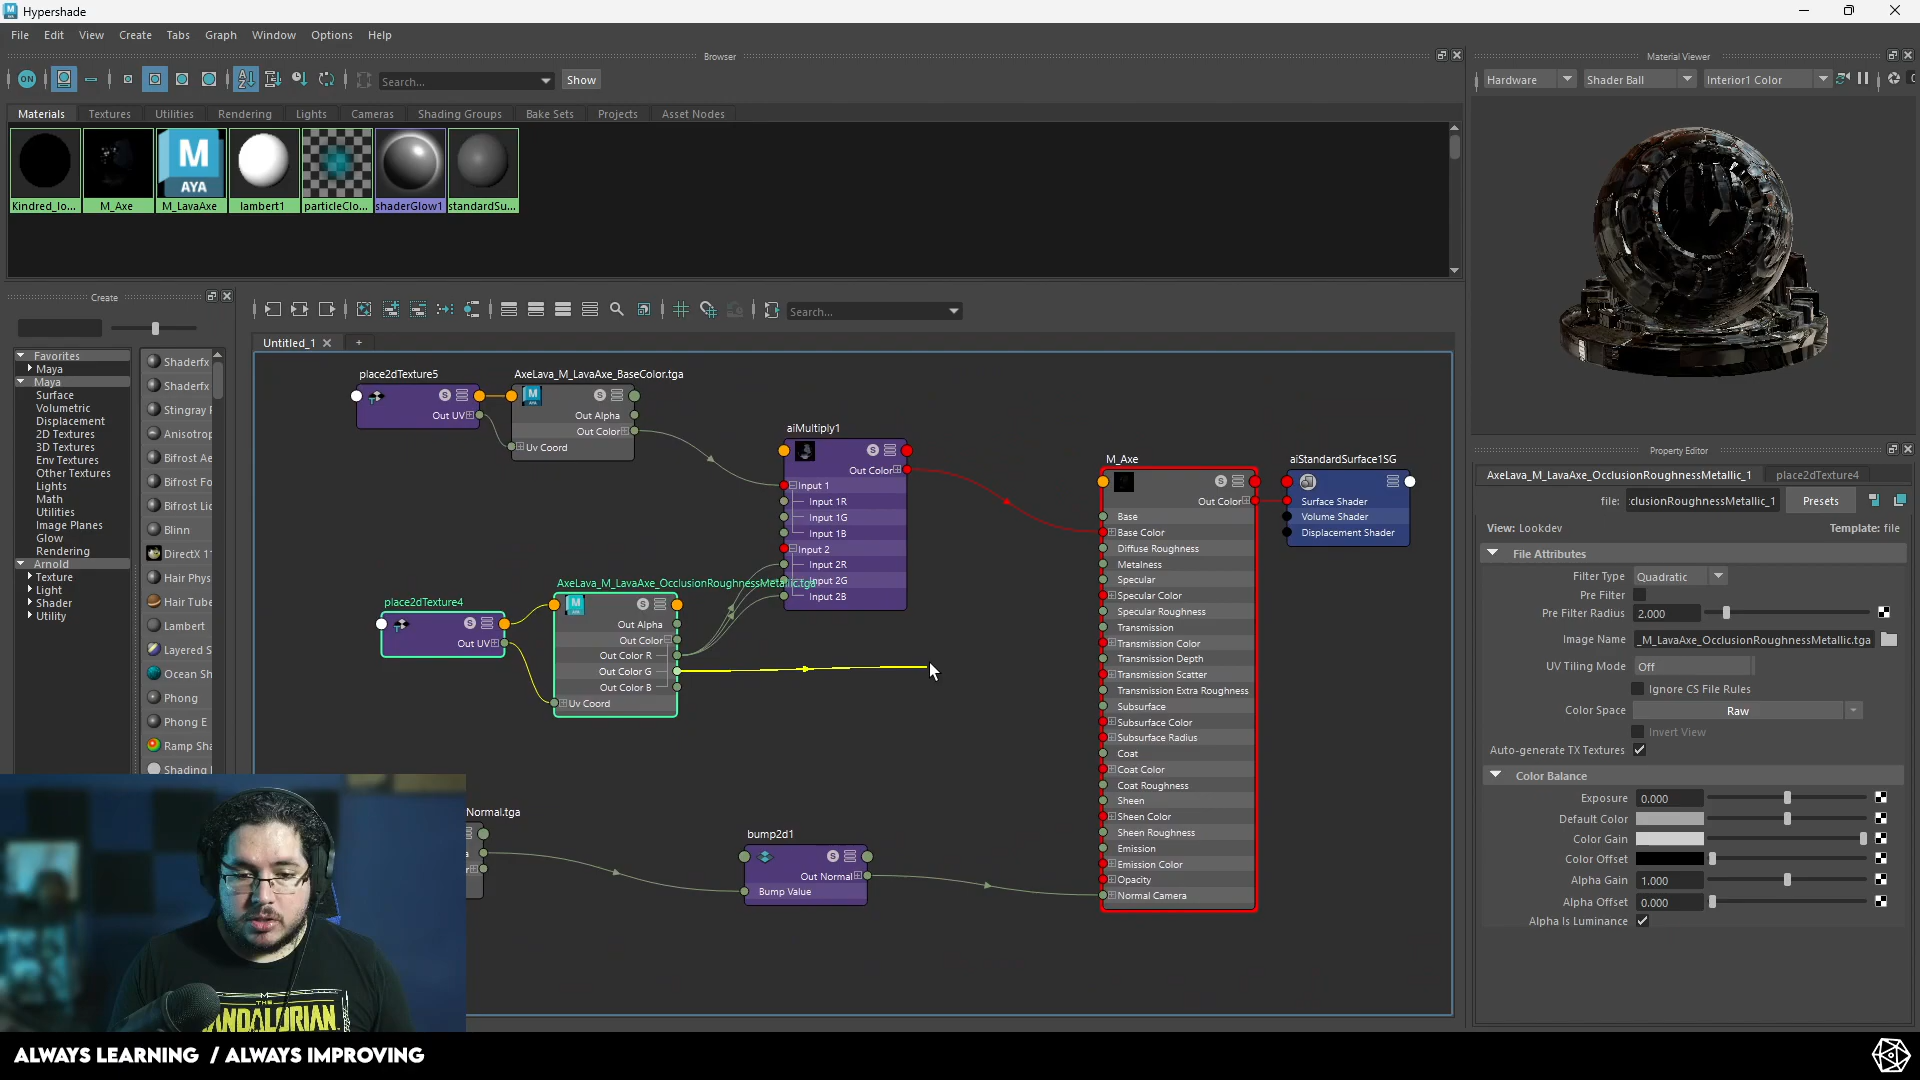 Hypershade
File Edit View Create Tabs Graph Window Options Help
Browser
ON
Search...
Show
Materials Textures Utilities Rendering Lights Cameras Shading Groups Bake Sets Projects Asset Nodes
M
AYA
Kindred_lo... M_Axe M_LavaAxe lambert1 particleClo... shaderGlow1 standardSu...
Material Viewer
Hardware Shader Ball Interior1 Color
Create
Favorites
Maya
Maya
Surface
Volumetric
Displacement
2D Textures
3D Textures
Env Textures
Other Textures
Lights
Math
Utilities
Image Planes
Glow
Rendering
Arnold
Texture
Light
Shader
Utility
Shaderfx
Shaderfx
Stingray
Anisotrop
Bifrost Ae
Bifrost Fo
Bifrost Lic
Blinn
DirectX 1
Hair Phys
Hair Tube
Lambert
Layered S
Ocean Sh
Phong
Phong E
Ramp Sha
Shading
Search...
Untitled_1
+
place2dTexture5
Out UV
AxeLava_M_LavaAxe_BaseColor.tga
Out Alpha
Out Color
Uv Coord
aiMultiply1
Out Color
Input 1
Input 1R
Input 1G
Input 1B
Input 2
Input 2R
Input 2G
Input 2B
place2dTexture4
Out UV
AxeLava_M_LavaAxe_OcclusionRoughnessMetallic.tga
Out Alpha
Out Color
Out Color R
Out Color G
Out Color B
Uv Coord
Normal.tga
bump2d1
Out Normal
Bump Value
M_Axe
Out Color
Base
Base Color
Diffuse Roughness
Metalness
Specular
Specular Color
Specular Roughness
Transmission
Transmission Color
Transmission Depth
Transmission Scatter
Transmission Extra Roughness
Subsurface
Subsurface Color
Subsurface Radius
Coat
Coat Color
Coat Roughness
Sheen
Sheen Color
Sheen Roughness
Emission
Emission Color
Opacity
Normal Camera
aiStandardSurface1SG
Surface Shader
Volume Shader
Displacement Shader
Property Editor
AxeLava_M_LavaAxe_OcclusionRoughnessMetallic_1 place2dTexture4
file: :clusionRoughnessMetallic_1 Presets
View: Lookdev Template: file
File Attributes
Filter Type Quadratic
Pre Filter
Pre Filter Radius 2.000
Image Name _M_LavaAxe_OcclusionRoughnessMetallic.tga
UV Tiling Mode Off
Ignore CS File Rules
Color Space Raw
Invert View
Auto-generate TX Textures
Color Balance
Exposure 0.000
Default Color
Color Gain
Color Offset
Alpha Gain 1.000
Alpha Offset 0.000
Alpha Is Luminance
THE
MANDALORIAN
ALWAYS LEARNING / ALWAYS IMPROVING